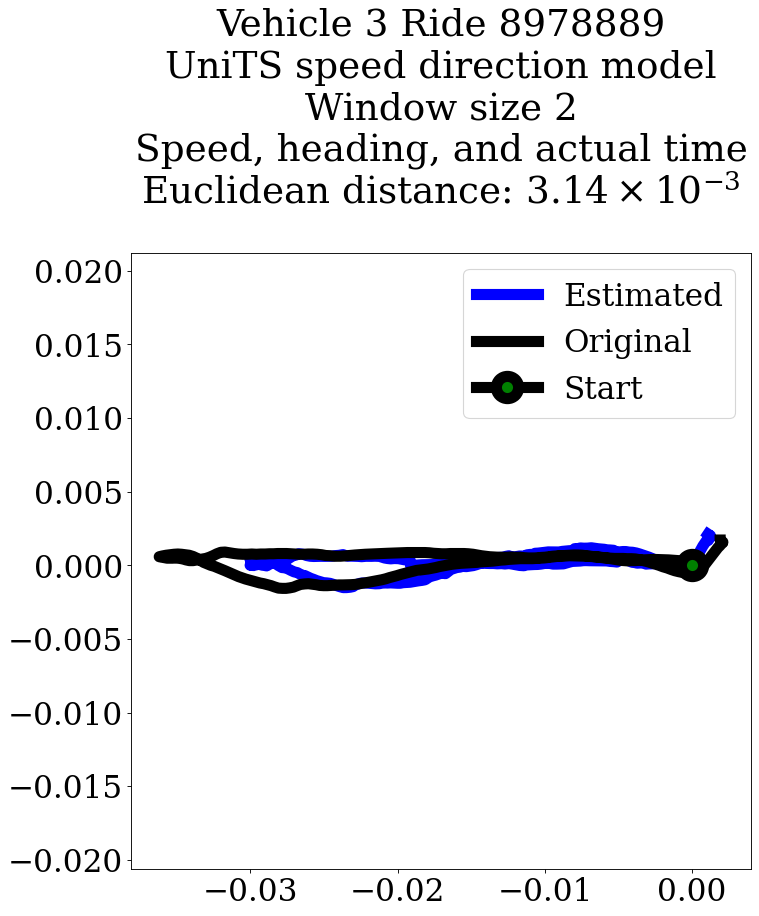 Vehicle 3 Ride 8978889
UniTS speed direction model
Window size 2
Speed, heading, and actual time
Euclidean distance: 3.14 × 10⁻³
Estimated
Original
Start
0.020
0.015
0.010
0.005
0.000
−0.005
−0.010
−0.015
−0.020
−0.03 −0.02 −0.01 0.00